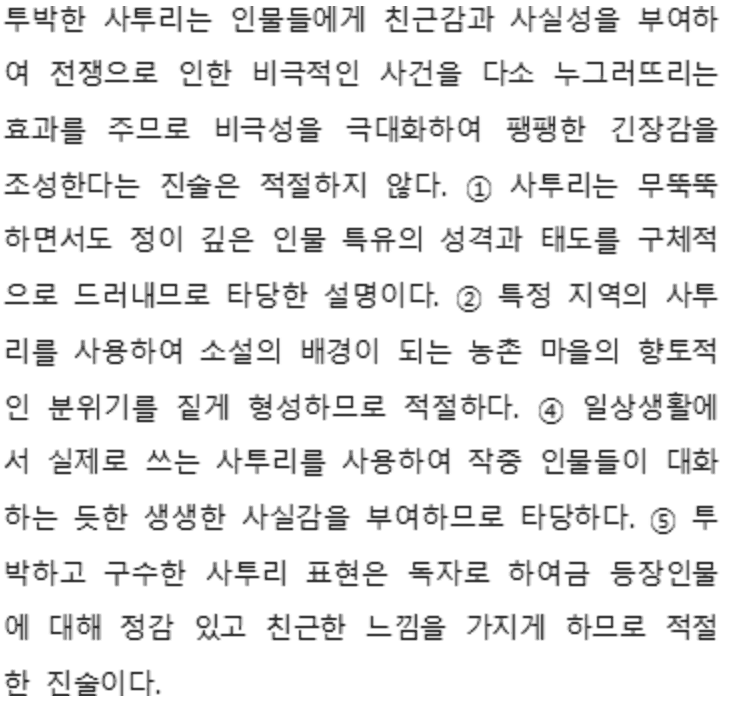 투박한 사투리는 인물들에게 친근감과 사실성을 부여하
여 전쟁으로 인한 비극적인 사건을 다소 누그러뜨리는
효과를 주므로 비극성을 극대화하여 팽팽한 긴장감을
조성한다는 진술은 적절하지 않다. ① 사투리는 무뚝뚝
하면서도 정이 깊은 인물 특유의 성격과 태도를 구체적
으로 드러내므로 타당한 설명이다. ② 특정 지역의 사투
리를 사용하여 소설의 배경이 되는 농촌 마을의 향토적
인 분위기를 짙게 형성하므로 적절하다. ④ 일상생활에
서 실제로 쓰는 사투리를 사용하여 작중 인물들이 대화
하는 듯한 생생한 사실감을 부여하므로 타당하다. ⑤ 투
박하고 구수한 사투리 표현은 독자로 하여금 등장인물
에 대해 정감 있고 친근한 느낌을 가지게 하므로 적절
한 진술이다.